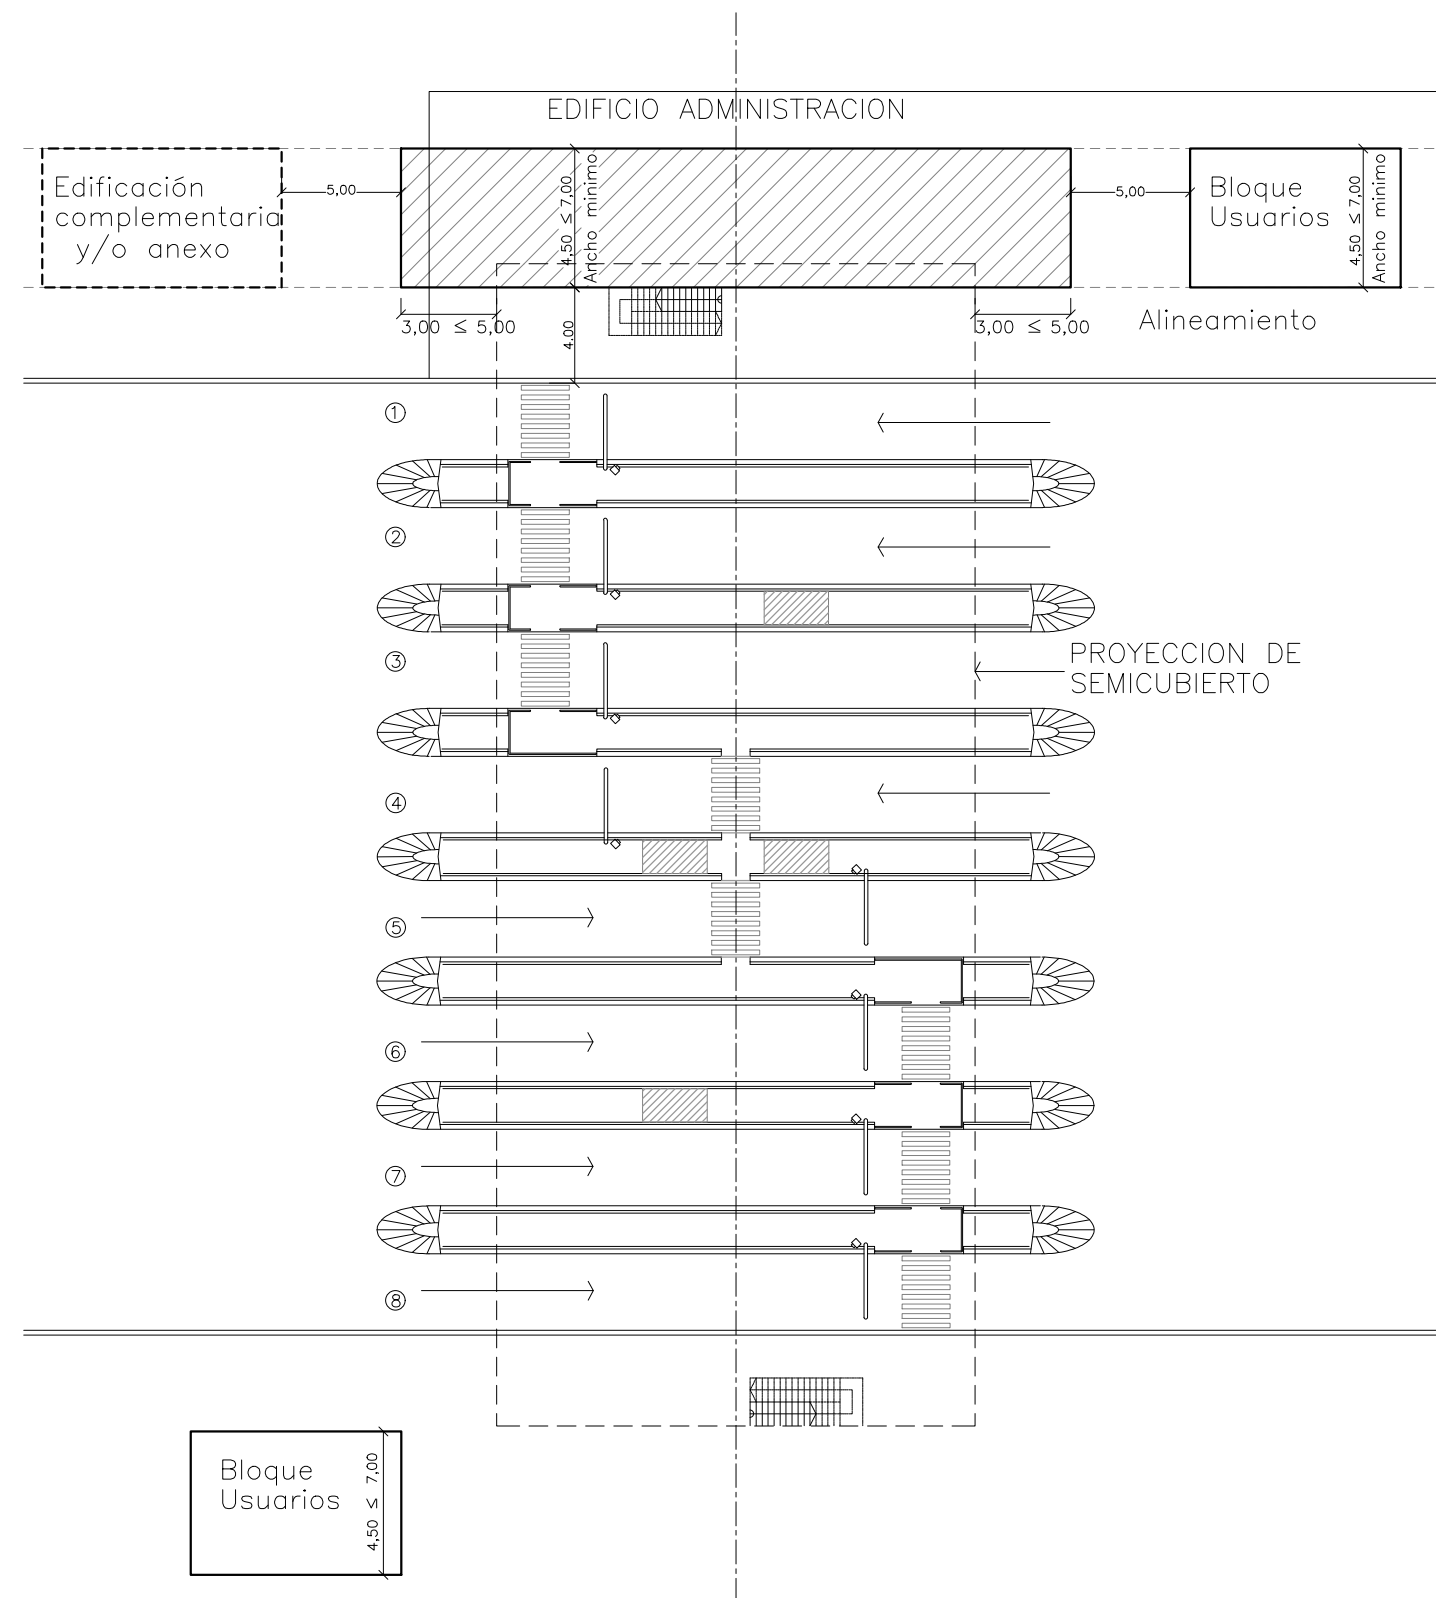 EDIFICIO ADMINISTRACION
Edificación
complementaria
y/o anexo
5,00
4,50 ≤ 7,00
Ancho minimo
5,00
Bloque
Usuarios
4,50 ≤ 7,00
Ancho minimo
3,00 ≤ 5,00
4.00
3,00 ≤ 5,00
Alineamiento
1
2
3
PROYECCION DE
SEMICUBIERTO
4
5
6
7
8
Bloque
Usuarios
4,50 ≤ 7,00